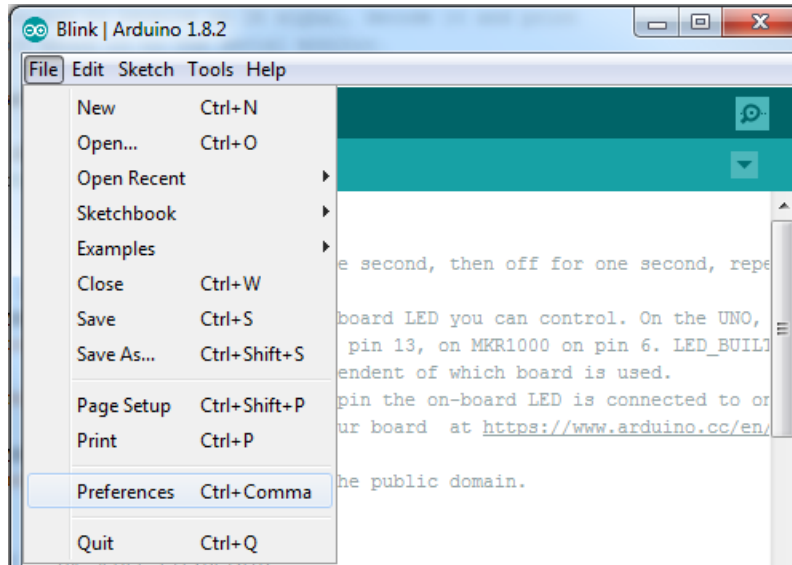 Blink | Arduino 1.8.2
File Edit Sketch Tools Help
New Ctrl+N
Open... Ctrl+O
Open Recent
Sketchbook
Examples
Close Ctrl+W
Save Ctrl+S
Save As... Ctrl+Shift+S
Page Setup Ctrl+Shift+P
Print Ctrl+P
Preferences Ctrl+Comma
Quit Ctrl+Q
e second, then off for one second, repe
board LED you can control. On the UNO,
pin 13, on MKR1000 on pin 6. LED_BUILT
endent of which board is used.
pin the on-board LED is connected to on
ur board at https://www.arduino.cc/en/
he public domain.